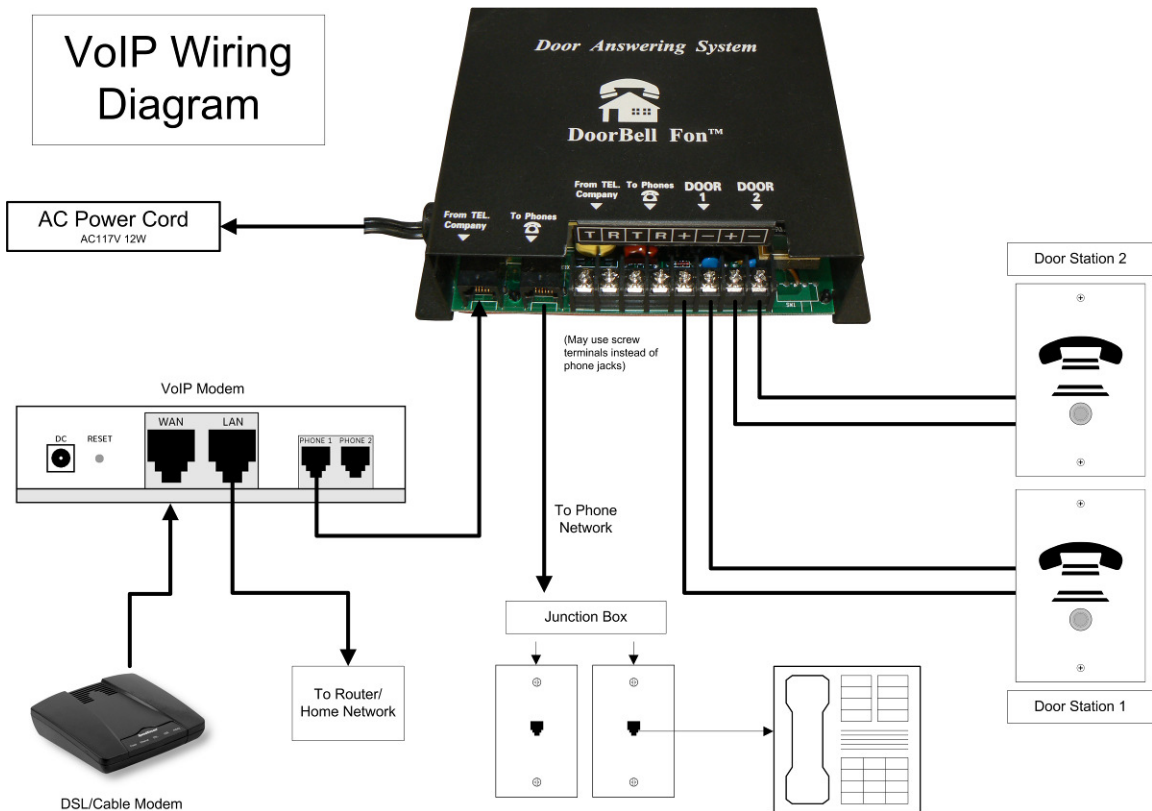 VoIP Wiring
Diagram
Door Answering System
DoorBell Fon™
From TEL.
Company
To Phones
DOOR
1
DOOR
2
From TEL.
Company
To Phones
T R T R + − + −
AC Power Cord
AC117V 12W
(May use screw
terminals instead of
phone jacks)
Door Station 2
VoIP Modem
DC
RESET
WAN
LAN
PHONE 1
PHONE 2
To Phone
Network
Junction Box
To Router/
Home Network
Door Station 1
DSL/Cable Modem